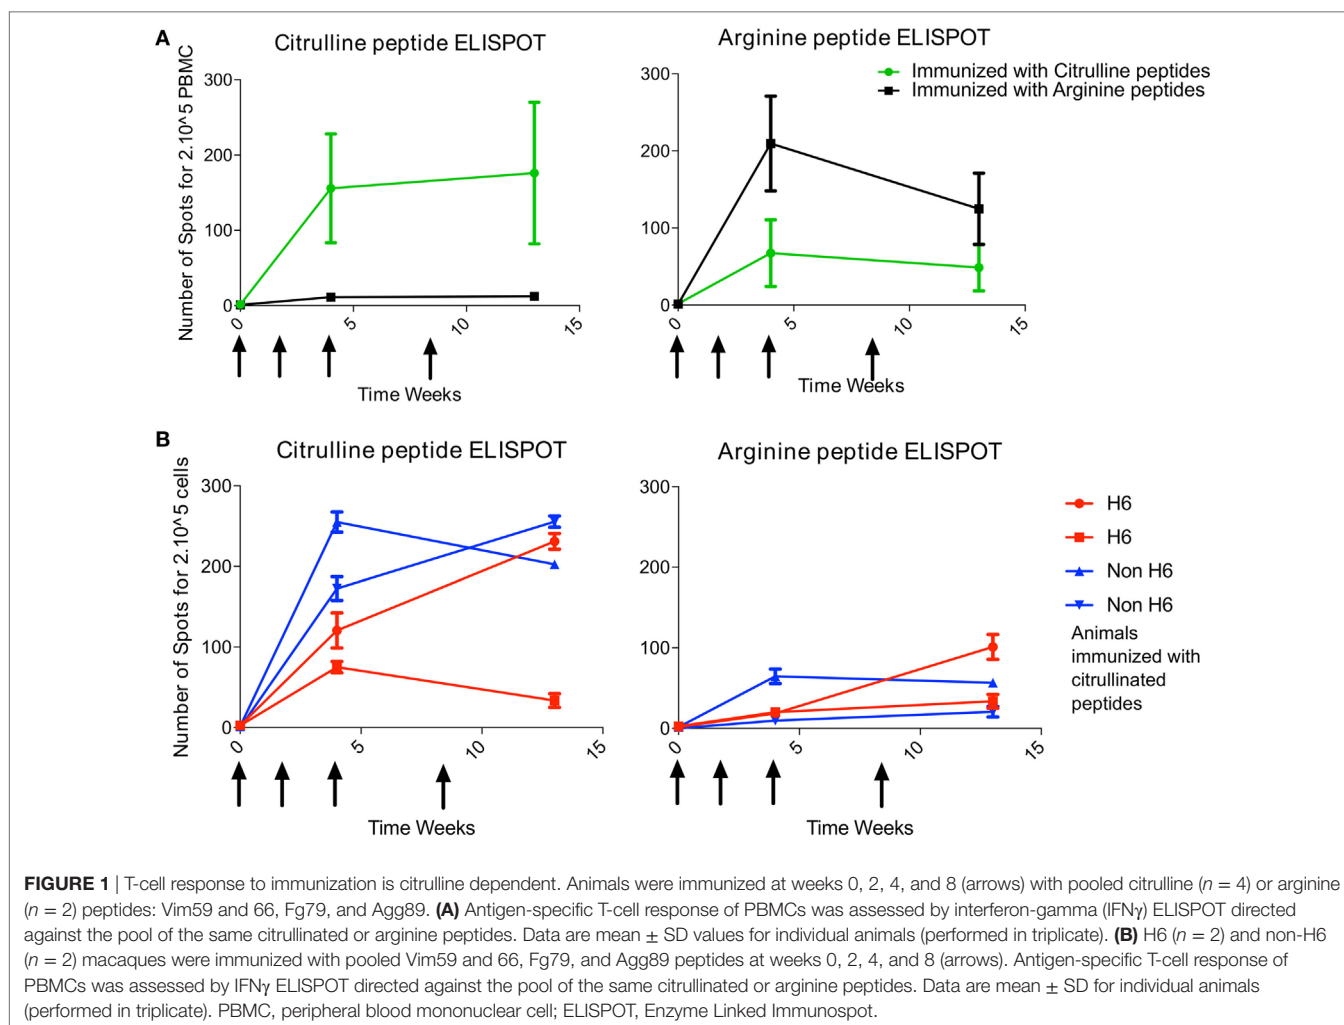 A
Citrulline peptide ELISPOT
Number of Spots for 2.10^5 PBMC
300
200
100
0
0
5
10
15
Time Weeks
Arginine peptide ELISPOT
Immunized with Citrulline peptides
Immunized with Arginine peptides
300
200
100
0
0
5
10
15
Time Weeks
B
Citrulline peptide ELISPOT
Number of Spots for 2.10^5 cells
300
200
100
0
0
5
10
15
Time Weeks
Arginine peptide ELISPOT
300
200
100
0
0
5
10
15
Time Weeks
H6
H6
Non H6
Non H6
Animals
immunized with
citrullinated
peptides
FIGURE 1 | T-cell response to immunization is citrulline dependent. Animals were immunized at weeks 0, 2, 4, and 8 (arrows) with pooled citrulline (n = 4) or arginine
(n = 2) peptides: Vim59 and 66, Fg79, and Agg89. (A) Antigen-specific T-cell response of PBMCs was assessed by interferon-gamma (IFNγ) ELISPOT directed
against the pool of the same citrullinated or arginine peptides. Data are mean ± SD values for individual animals (performed in triplicate). (B) H6 (n = 2) and non-H6
(n = 2) macaques were immunized with pooled Vim59 and 66, Fg79, and Agg89 peptides at weeks 0, 2, 4, and 8 (arrows). Antigen-specific T-cell response of
PBMCs was assessed by IFNγ ELISPOT directed against the pool of the same citrullinated or arginine peptides. Data are mean ± SD for individual animals
(performed in triplicate). PBMC, peripheral blood mononuclear cell; ELISPOT, Enzyme Linked Immunospot.